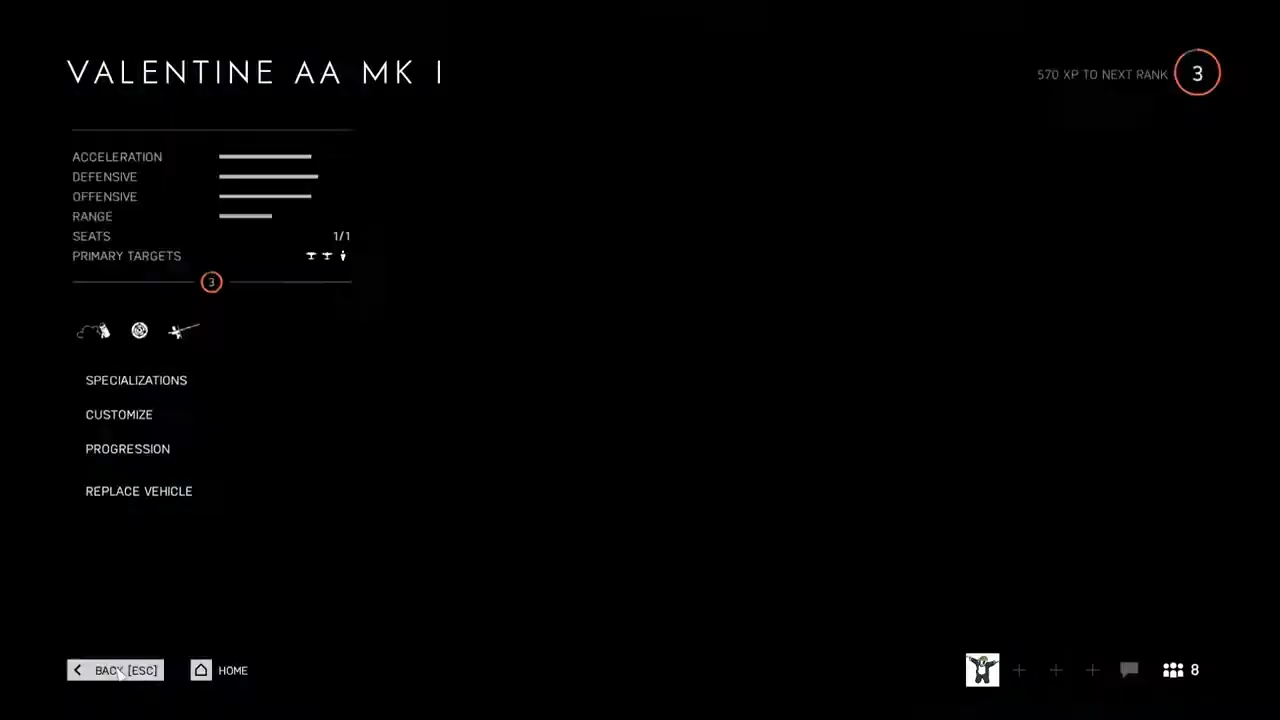 VALENTINE AA MK I
570 XP TO NEXT RANK 3
ACCELERATION
DEFENSIVE
OFFENSIVE
RANGE
SEATS 1/1
PRIMARY TARGETS
3
SPECIALIZATIONS
CUSTOMIZE
PROGRESSION
REPLACE VEHICLE
BACK [ESC] HOME 8